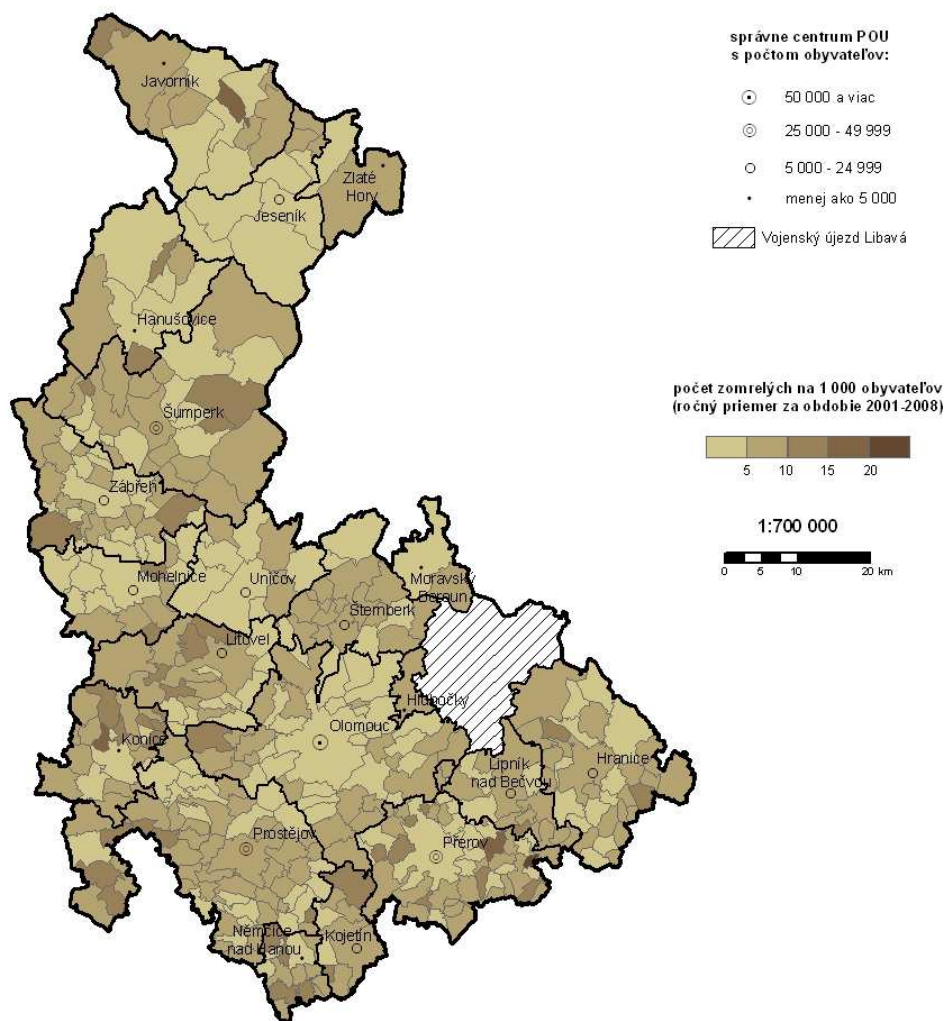 správne centrum POU
s počtom obyvateľov:
50 000 a viac
25 000 - 49 999
5 000 - 24 999
menej ako 5 000
Vojenský újezd Libavá
počet zomrelých na 1 000 obyvateľov
(ročný priemer za obdobie 2001-2008)
5 10 15 20
1:700 000
0 5 10 20 km
Javorník
Zlaté
Hory
Jeseník
Hanušovice
Šumperk
Zábřeh
Mohelnice
Uničov
Moravský
Beroun
Šternberk
Litovel
Hlubočky
Olomouc
Konice
Lipník
nad Bečvou
Hranice
Prostějov
Přerov
Němčice
nad Hanou
Kojetín